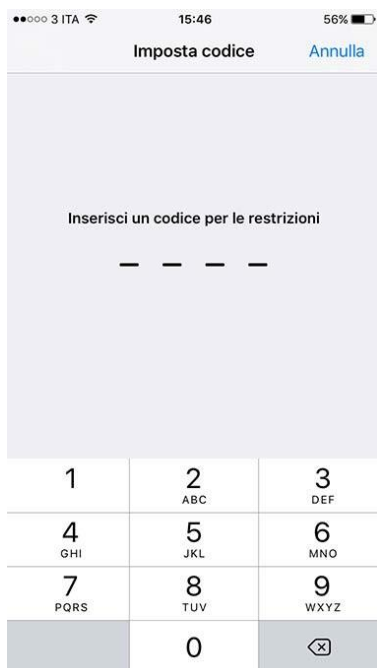 3 ITA 15:46 56%
Imposta codice Annulla
Inserisci un codice per le restrizioni
1 2 3
ABC DEF
4 5 6
GHI JKL MNO
7 8 9
PQRS TUV WXYZ
0